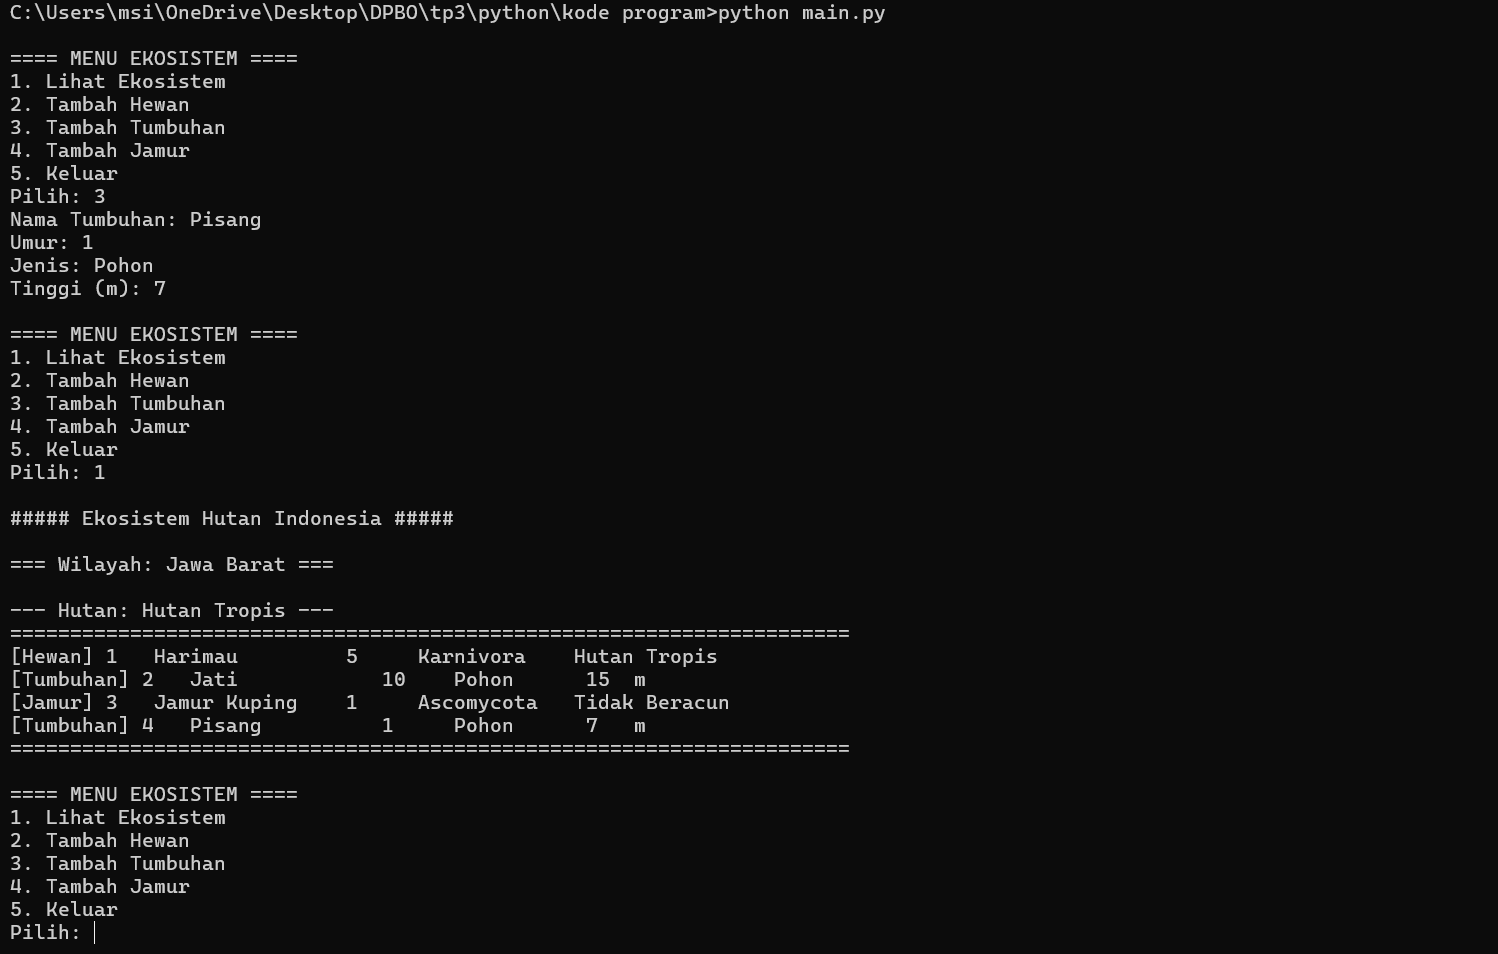 C:\Users\msi\OneDrive\Desktop\DPBO\tp3\python\kode program>python main.py

==== MENU EKOSISTEM ====
1. Lihat Ekosistem
2. Tambah Hewan
3. Tambah Tumbuhan
4. Tambah Jamur
5. Keluar
Pilih: 3
Nama Tumbuhan: Pisang
Umur: 1
Jenis: Pohon
Tinggi (m): 7

==== MENU EKOSISTEM ====
1. Lihat Ekosistem
2. Tambah Hewan
3. Tambah Tumbuhan
4. Tambah Jamur
5. Keluar
Pilih: 1

##### Ekosistem Hutan Indonesia #####

=== Wilayah: Jawa Barat ===

--- Hutan: Hutan Tropis ---
======================================================================
[Hewan] 1   Harimau         5     Karnivora    Hutan Tropis
[Tumbuhan] 2   Jati            10    Pohon      15  m
[Jamur] 3   Jamur Kuping    1     Ascomycota   Tidak Beracun
[Tumbuhan] 4   Pisang          1     Pohon      7   m
======================================================================

==== MENU EKOSISTEM ====
1. Lihat Ekosistem
2. Tambah Hewan
3. Tambah Tumbuhan
4. Tambah Jamur
5. Keluar
Pilih: